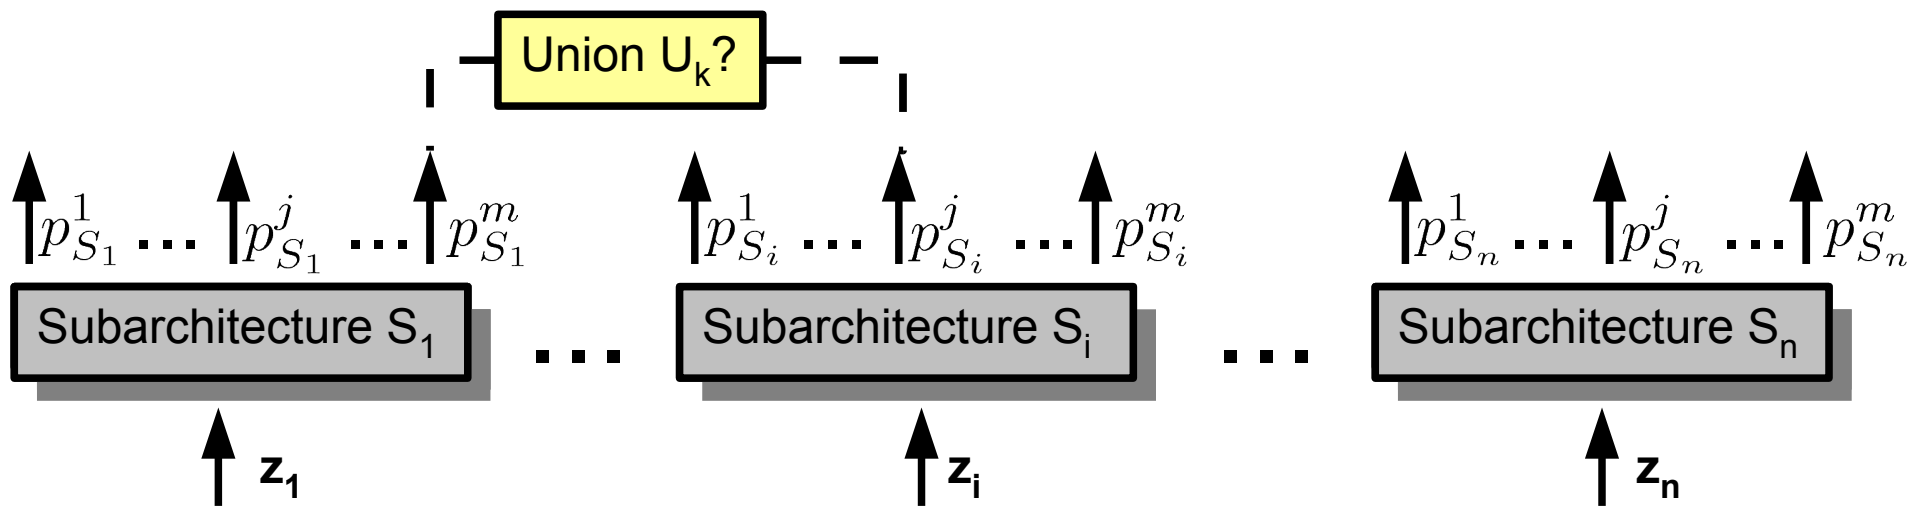 Union U_k?
p^1_{S_1} ... p^j_{S_1} ... p^m_{S_1} p^1_{S_i} ... p^j_{S_i} ... p^m_{S_i} p^1_{S_n} ... p^j_{S_n} ... p^m_{S_n}
Subarchitecture S_1 ... Subarchitecture S_i ... Subarchitecture S_n
z_1 z_i z_n